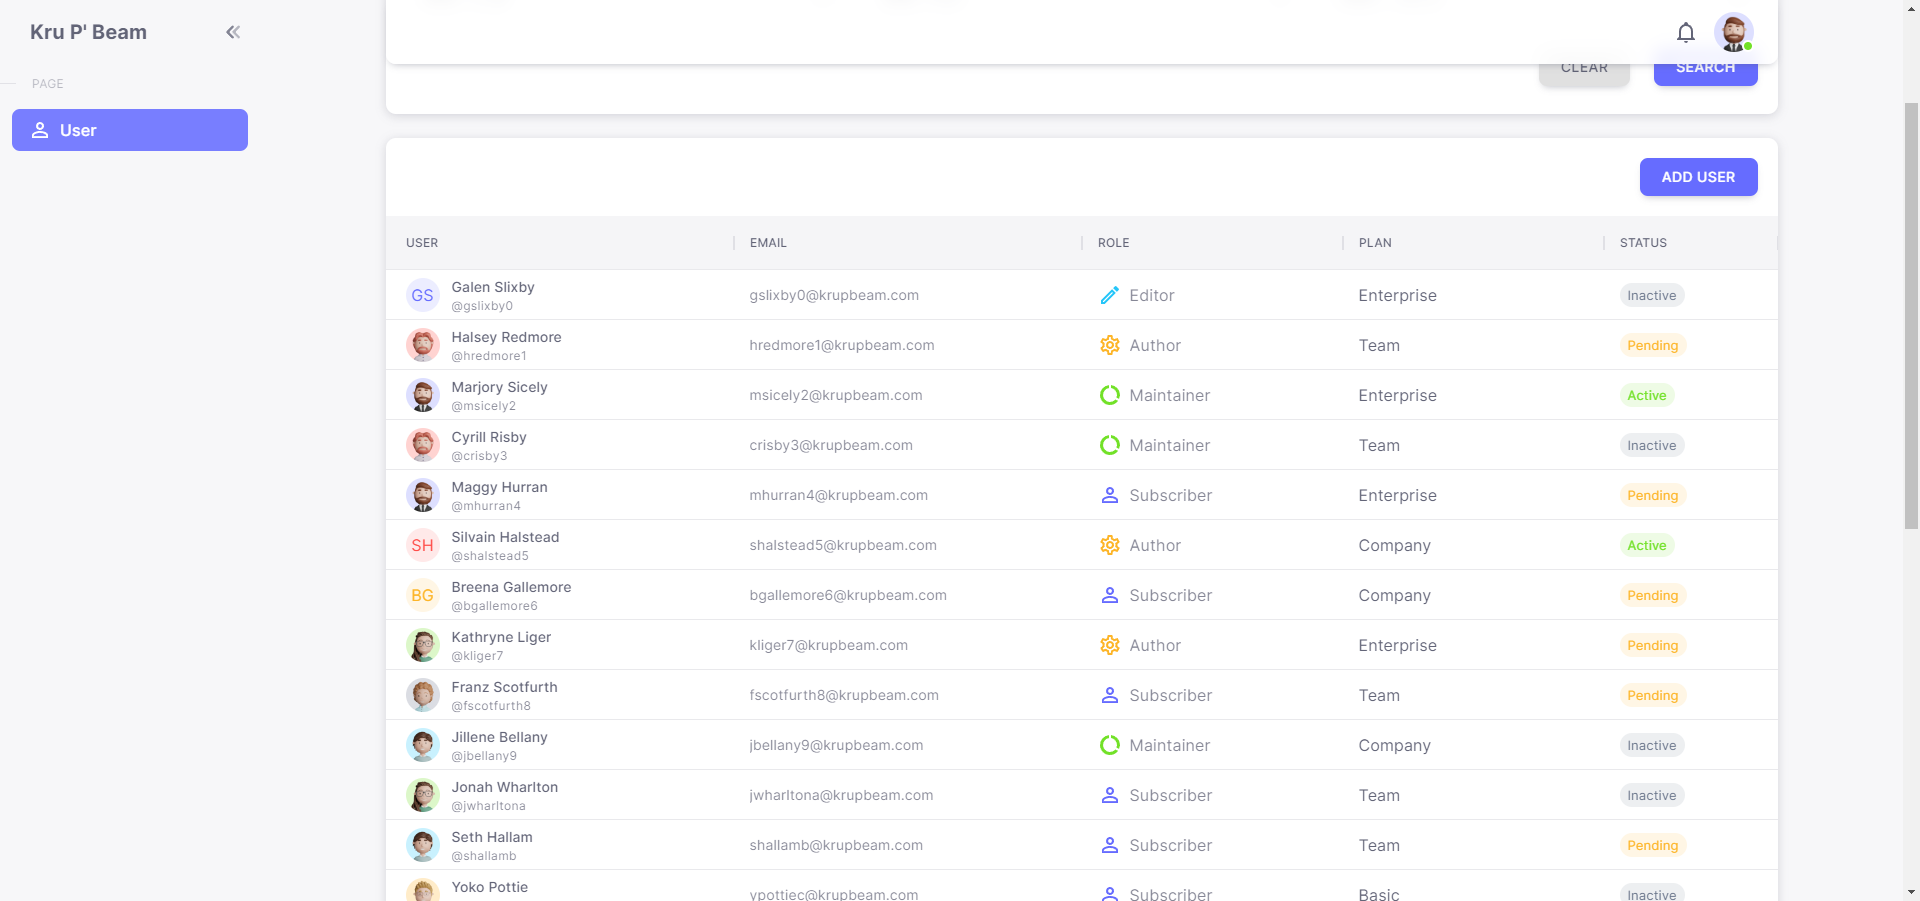 Kru P' Beam
PAGE
User
CLEAR
SEARCH
ADD USER
USER
EMAIL
ROLE
PLAN
STATUS
GS
Galen Slixby
@gslixby0
gslixby0@krupbeam.com
Editor
Enterprise
Inactive
Halsey Redmore
@hredmore1
hredmore1@krupbeam.com
Author
Team
Pending
Marjory Sicely
@msicely2
msicely2@krupbeam.com
Maintainer
Enterprise
Active
Cyrill Risby
@crisby3
crisby3@krupbeam.com
Maintainer
Team
Inactive
Maggy Hurran
@mhurran4
mhurran4@krupbeam.com
Subscriber
Enterprise
Pending
SH
Silvain Halstead
@shalstead5
shalstead5@krupbeam.com
Author
Company
Active
BG
Breena Gallemore
@bgallemore6
bgallemore6@krupbeam.com
Subscriber
Company
Pending
Kathryne Liger
@kliger7
kliger7@krupbeam.com
Author
Enterprise
Pending
Franz Scotfurth
@fscotfurth8
fscotfurth8@krupbeam.com
Subscriber
Team
Pending
Jillene Bellany
@jbellany9
jbellany9@krupbeam.com
Maintainer
Company
Inactive
Jonah Wharlton
@jwharltona
jwharltona@krupbeam.com
Subscriber
Team
Inactive
Seth Hallam
@shallamb
shallamb@krupbeam.com
Subscriber
Team
Pending
Yoko Pottie
ypottiec@krupbeam.com
Subscriber
Basic
Inactive